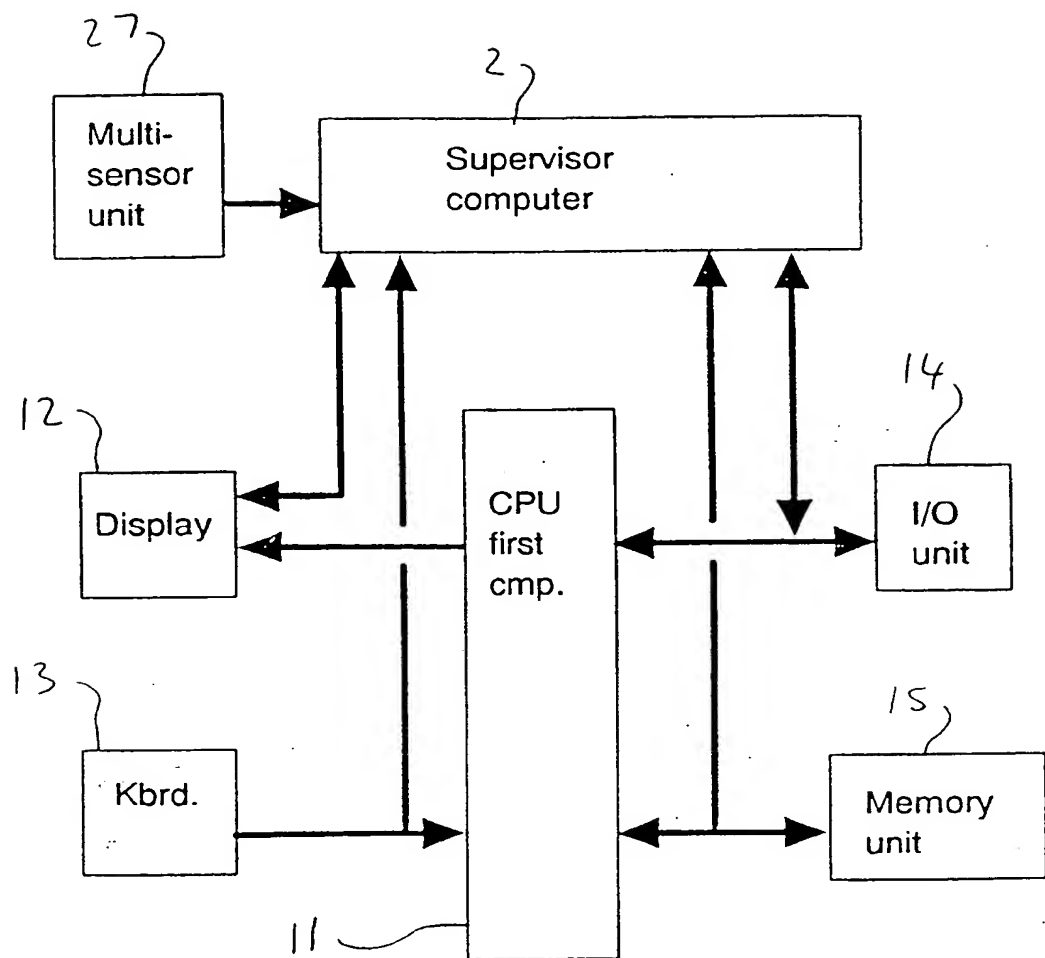 27
2
Multi-
sensor
unit
Supervisor
computer
12
14
Display
CPU
first
cmp.
I/O
unit
13
15
Kbrd.
Memory
unit
11